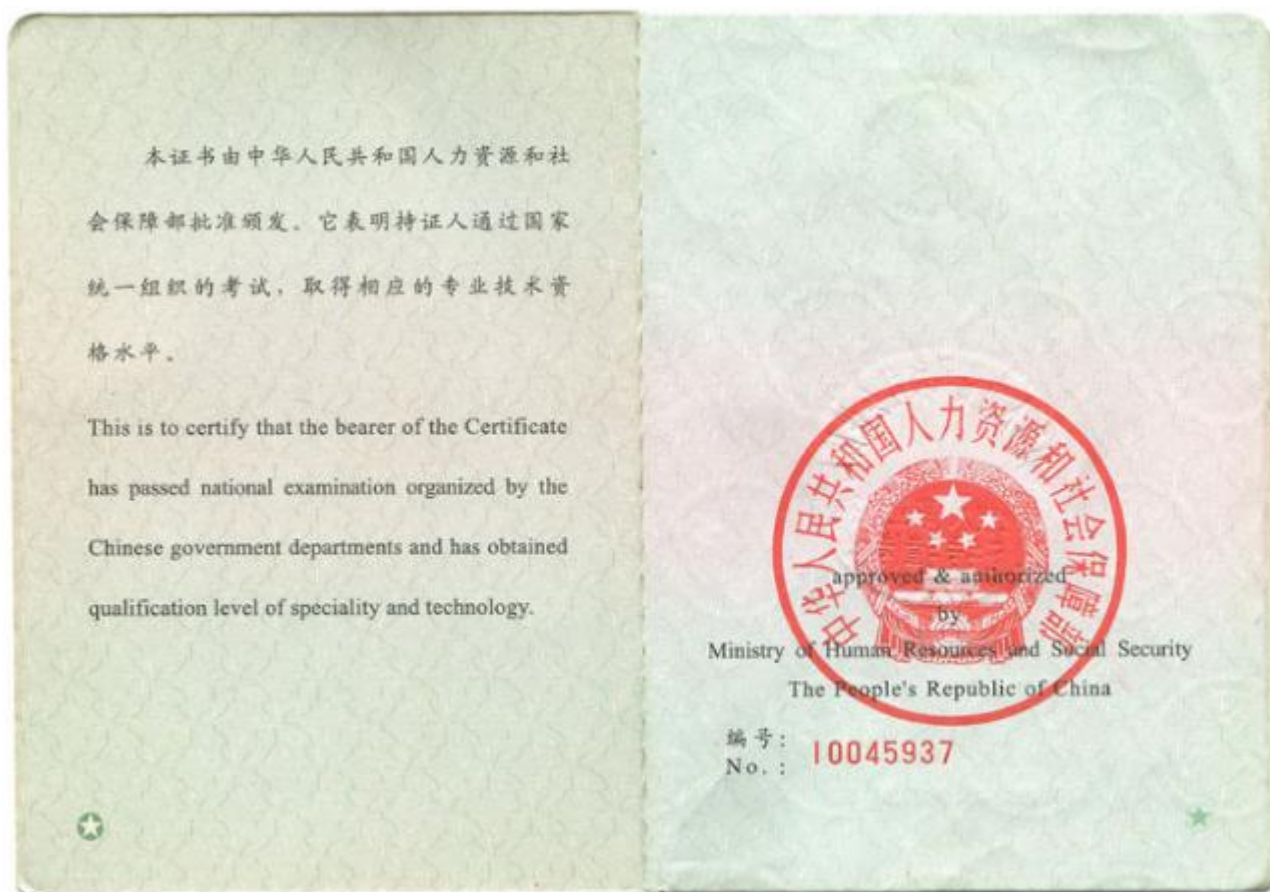 本证书由中华人民共和国人力资源和社
会保障部批准颁发。它表明持证人通过国家
统一组织的考试，取得相应的专业技术资
格水平。
This is to certify that the bearer of the Certificate
has passed national examination organized by the
Chinese government departments and has obtained
qualification level of speciality and technology.
中华人民共和国人力资源和社会保障部
approved & authorized
by
Ministry of Human Resources and Social Security
The People's Republic of China
编号:
No.: 10045937